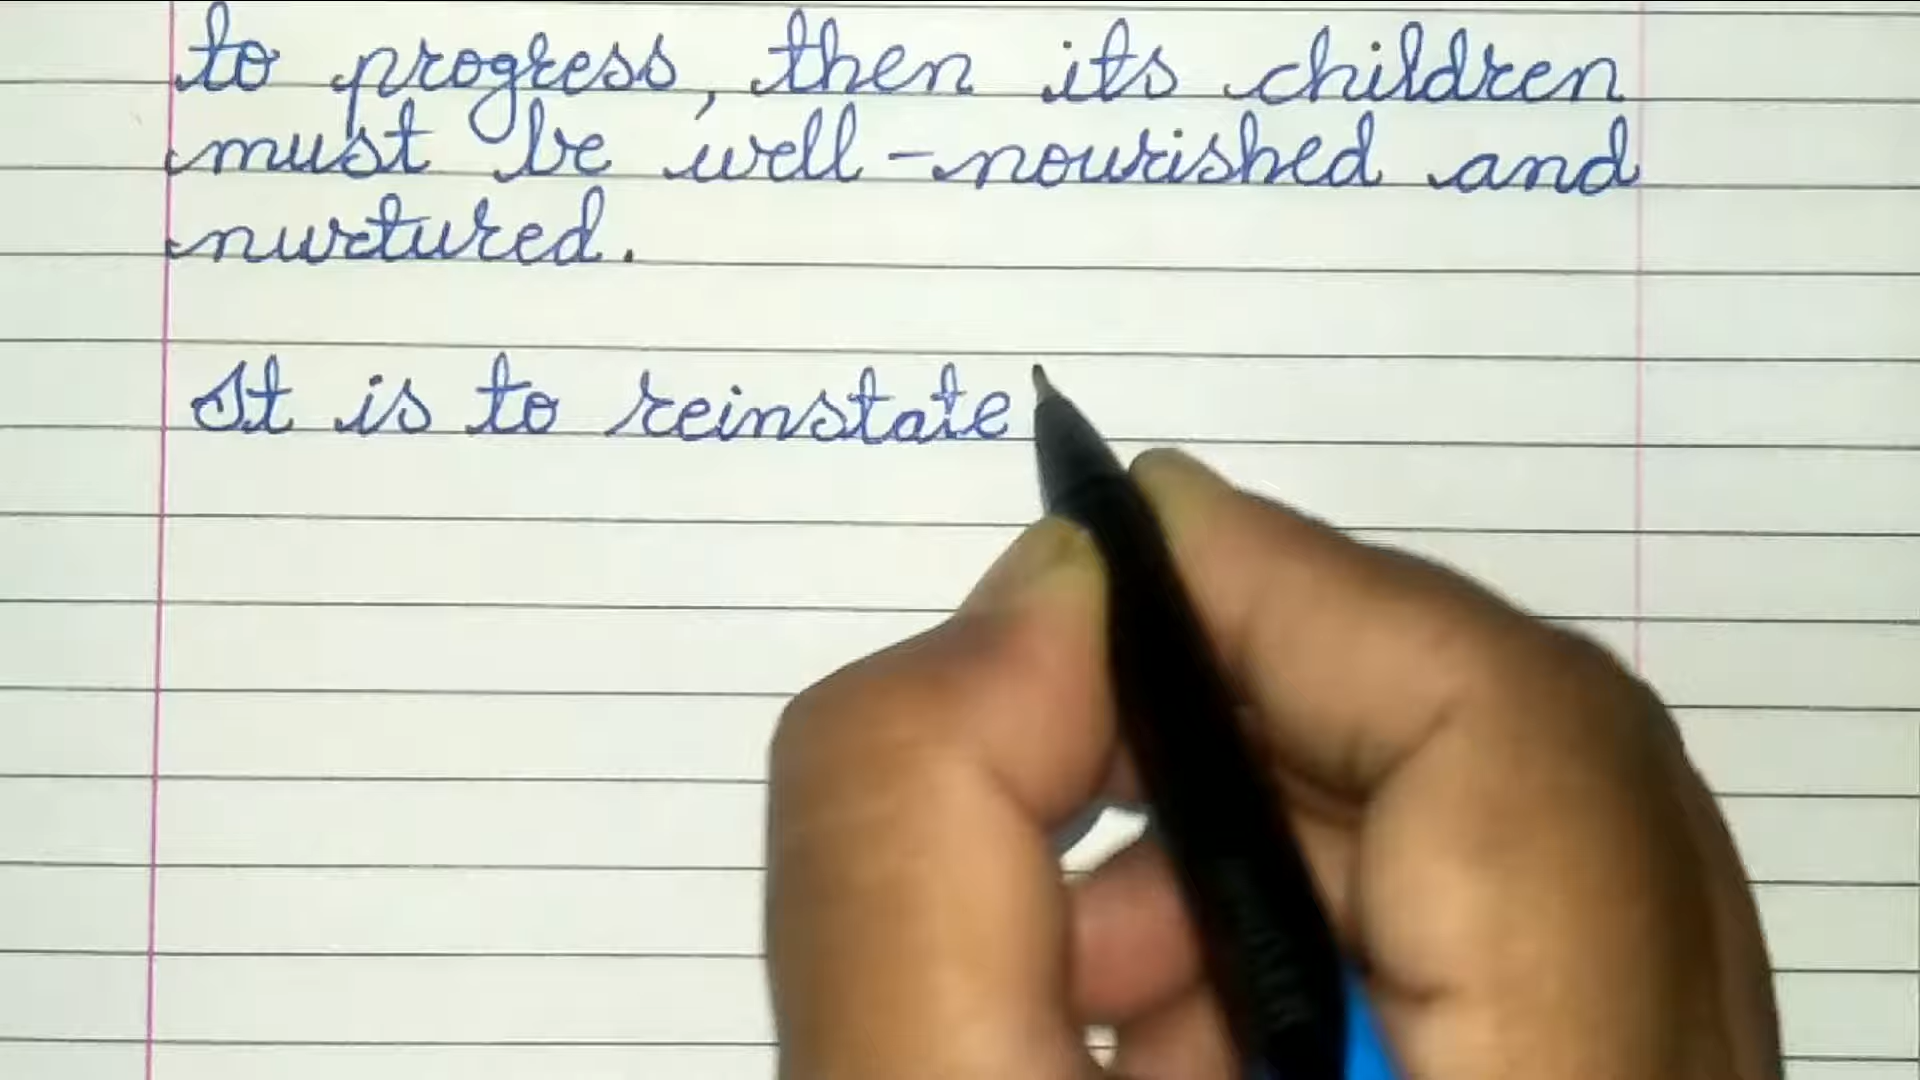 to progress, then its children
must be well-nourished and
nurtured.
It is to reinstate